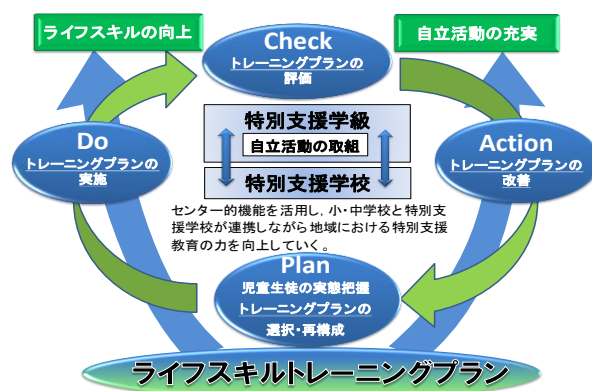 ライフスキルの向上
自立活動の充実
Check
トレーニングプランの
評価
特別支援学級
自立活動の取組
特別支援学校
Do
トレーニングプランの
実施
Action
トレーニングプランの
改善
センター的機能を活用し，小・中学校と特別支
援学校が連携しながら地域における特別支援
教育の力を向上していく。
Plan
児童生徒の実態把握
トレーニングプランの
選択・再構成
ライフスキルトレーニングプラン